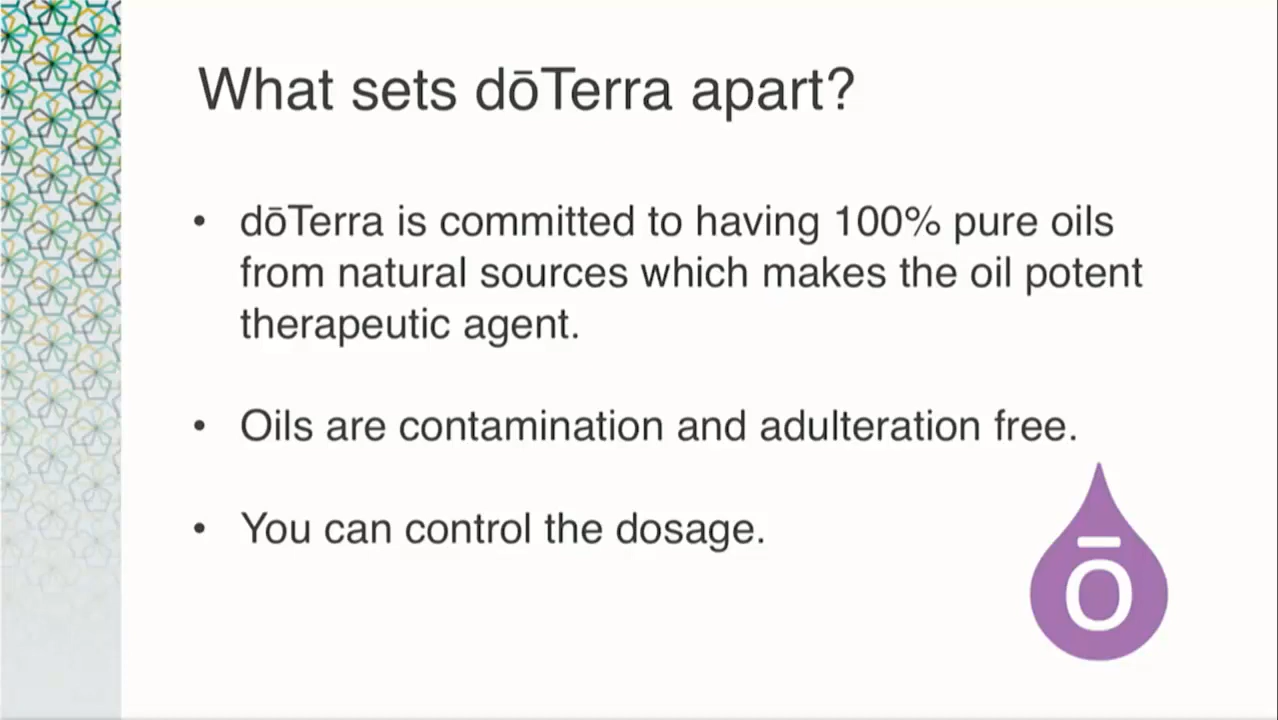 What sets dōTerra apart?
• dōTerra is committed to having 100% pure oils
from natural sources which makes the oil potent
therapeutic agent.
• Oils are contamination and adulteration free.
• You can control the dosage.
ō